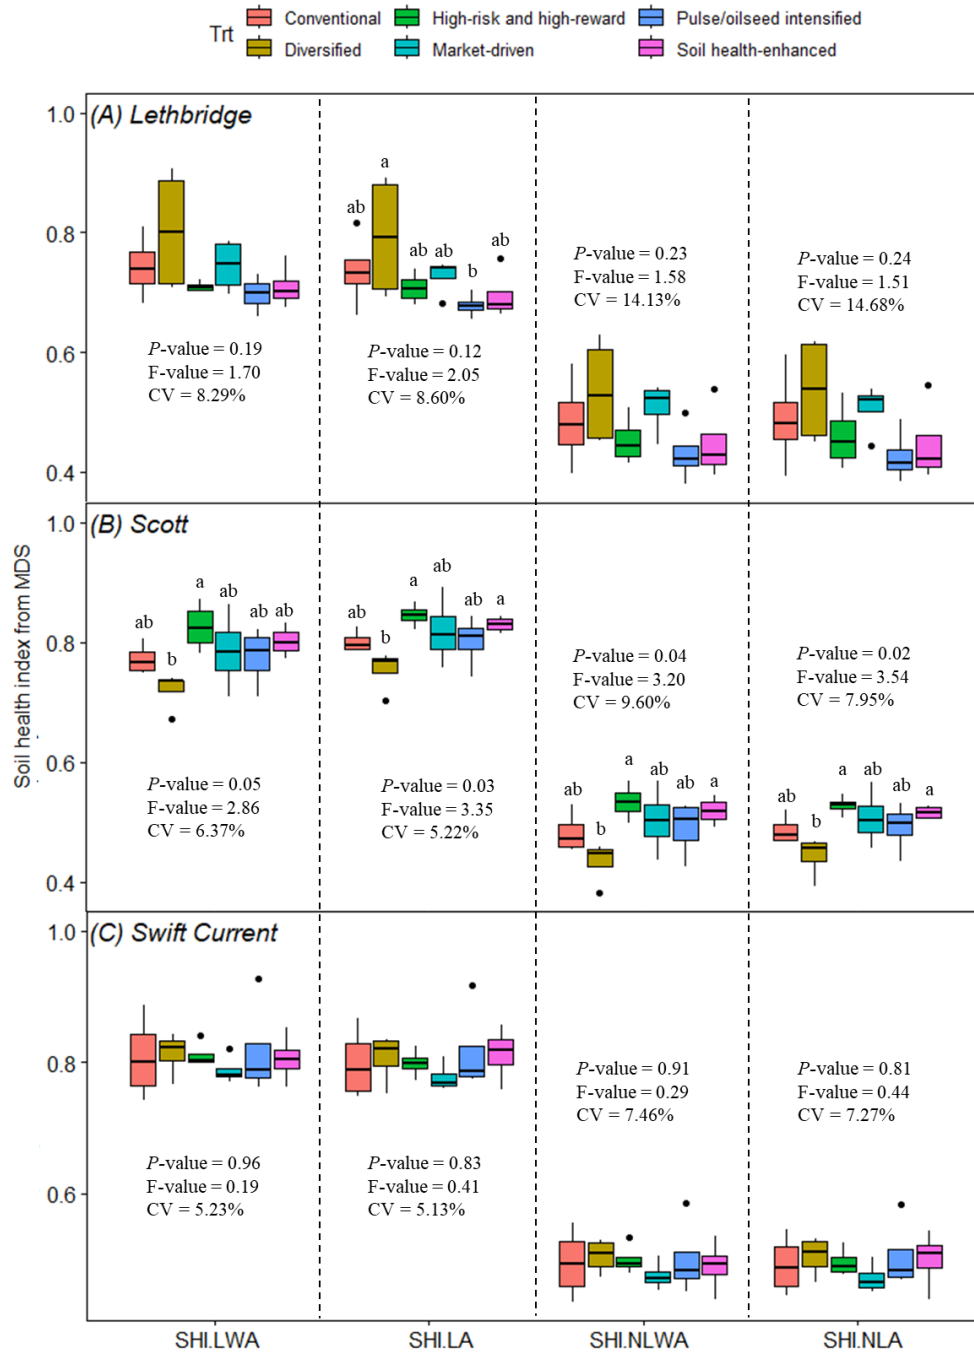 Trt
Conventional
High-risk and high-reward
Pulse/oilseed intensified
Diversified
Market-driven
Soil health-enhanced
Soil health index from MDS
(A) Lethbridge
1.0
0.8
0.6
0.4
P-value = 0.19
F-value = 1.70
CV = 8.29%
ab
a
ab
ab
b
ab
P-value = 0.12
F-value = 2.05
CV = 8.60%
P-value = 0.23
F-value = 1.58
CV = 14.13%
P-value = 0.24
F-value = 1.51
CV = 14.68%
(B) Scott
1.0
0.8
0.6
0.4
ab
b
a
ab
ab
ab
P-value = 0.05
F-value = 2.86
CV = 6.37%
ab
b
a
ab
ab
a
P-value = 0.03
F-value = 3.35
CV = 5.22%
P-value = 0.04
F-value = 3.20
CV = 9.60%
ab
b
a
ab
ab
a
P-value = 0.02
F-value = 3.54
CV = 7.95%
ab
b
a
ab
ab
a
(C) Swift Current
1.0
0.8
0.6
P-value = 0.96
F-value = 0.19
CV = 5.23%
P-value = 0.83
F-value = 0.41
CV = 5.13%
P-value = 0.91
F-value = 0.29
CV = 7.46%
P-value = 0.81
F-value = 0.44
CV = 7.27%
SHI.LWA
SHI.LA
SHI.NLWA
SHI.NLA